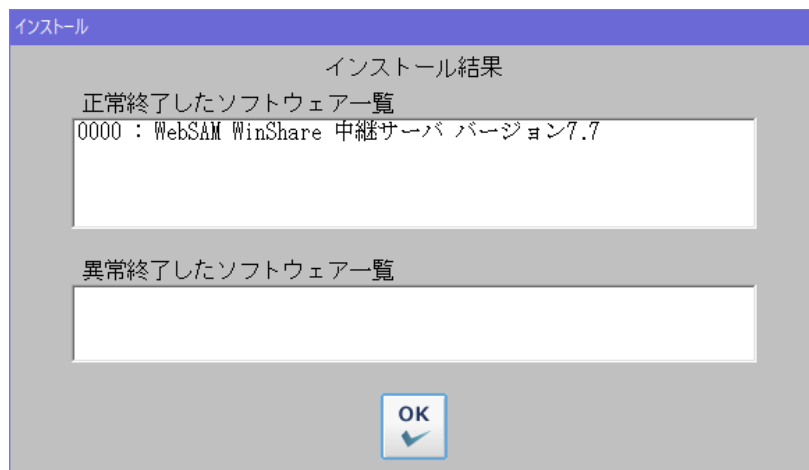 インストール
インストール結果
正常終了したソフトウェア一覧
0000 : WebSAM WinShare 中継サーバ バージョン7.7
異常終了したソフトウェア一覧
OK